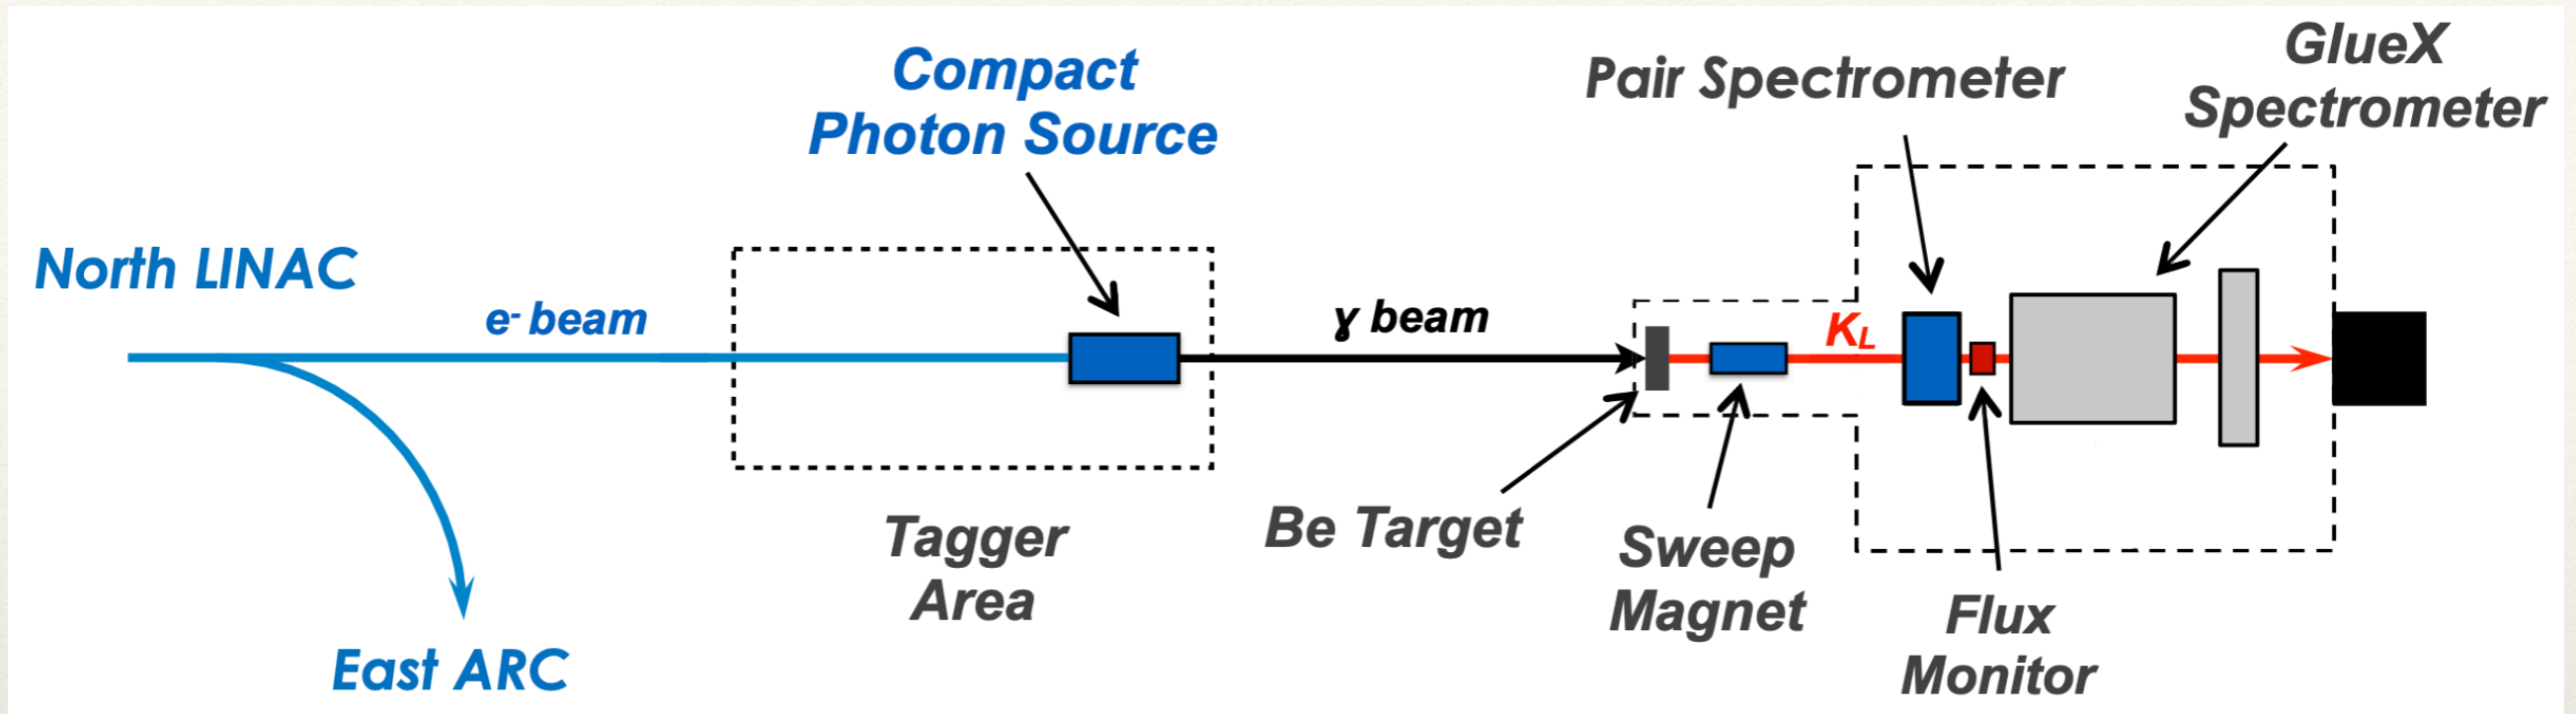 Compact
Photon Source
Pair Spectrometer
GlueX
Spectrometer
North LINAC
e- beam
ɣ beam
KL
Tagger
Area
Be Target
Sweep
Magnet
Flux
Monitor
East ARC